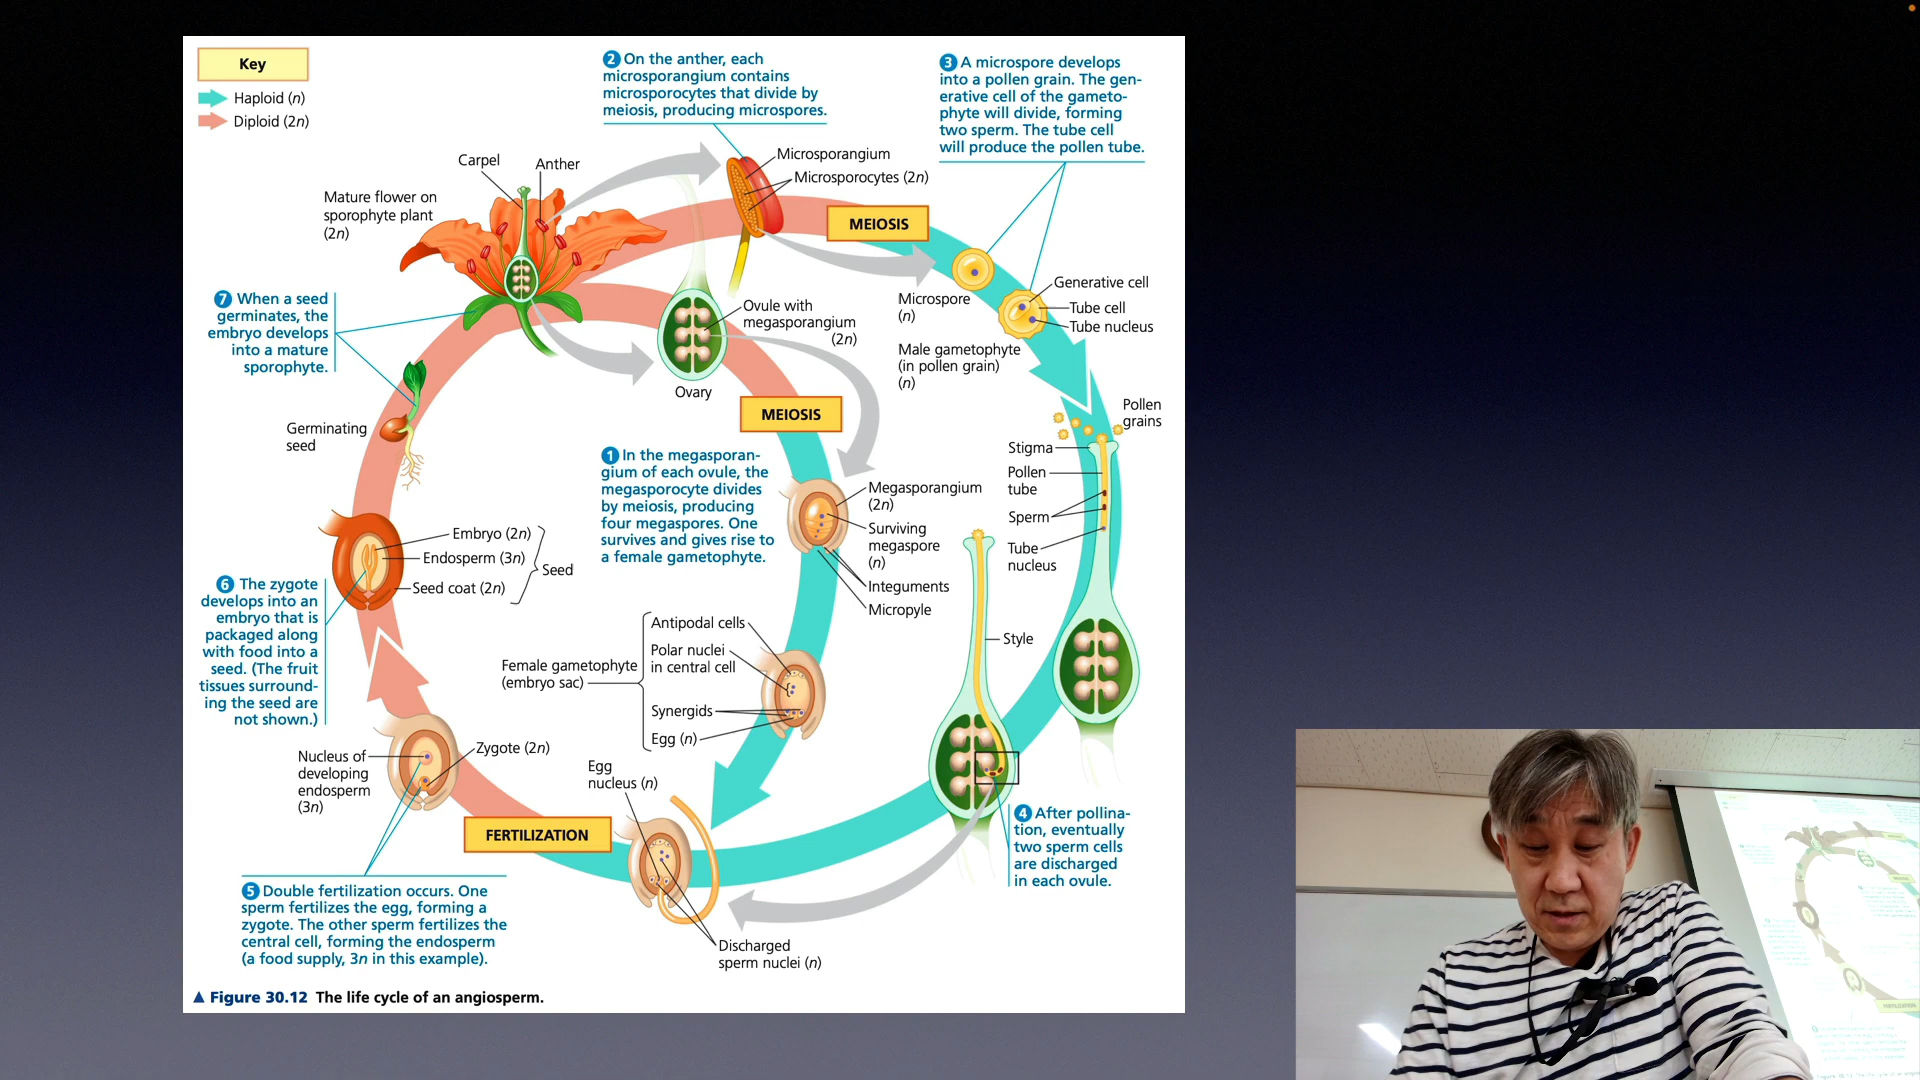 Key
Haploid (n)
Diploid (2n)
2 On the anther, each
microsporangium contains
microsporocytes that divide by
meiosis, producing microspores.
3 A microspore develops
into a pollen grain. The gen-
erative cell of the gameto-
phyte will divide, forming
two sperm. The tube cell
will produce the pollen tube.
Carpel
Anther
Microsporangium
Microsporocytes (2n)
Mature flower on
sporophyte plant
(2n)
MEIOSIS
Generative cell
Tube cell
Tube nucleus
Microspore
(n)
Male gametophyte
(in pollen grain)
(n)
7 When a seed
germinates, the
embryo develops
into a mature
sporophyte.
Ovule with
megasporangium
(2n)
Ovary
MEIOSIS
Pollen
grains
Germinating
seed
Stigma
Pollen
tube
Sperm
Tube
nucleus
1 In the megasporan-
gium of each ovule, the
megasporocyte divides
by meiosis, producing
four megaspores. One
survives and gives rise to
a female gametophyte.
Megasporangium
(2n)
Surviving
megaspore
(n)
Integuments
Micropyle
Embryo (2n)
Endosperm (3n)
Seed coat (2n)
Seed
6 The zygote
develops into an
embryo that is
packaged along
with food into a
seed. (The fruit
tissues surround-
ing the seed are
not shown.)
Antipodal cells
Polar nuclei
in central cell
Female gametophyte
(embryo sac)
Synergids
Egg (n)
Style
Nucleus of
developing
endosperm
(3n)
Zygote (2n)
Egg
nucleus (n)
FERTILIZATION
4 After pollina-
tion, eventually
two sperm cells
are discharged
in each ovule.
5 Double fertilization occurs. One
sperm fertilizes the egg, forming a
zygote. The other sperm fertilizes the
central cell, forming the endosperm
(a food supply, 3n in this example).
Discharged
sperm nuclei (n)
▲ Figure 30.12 The life cycle of an angiosperm.